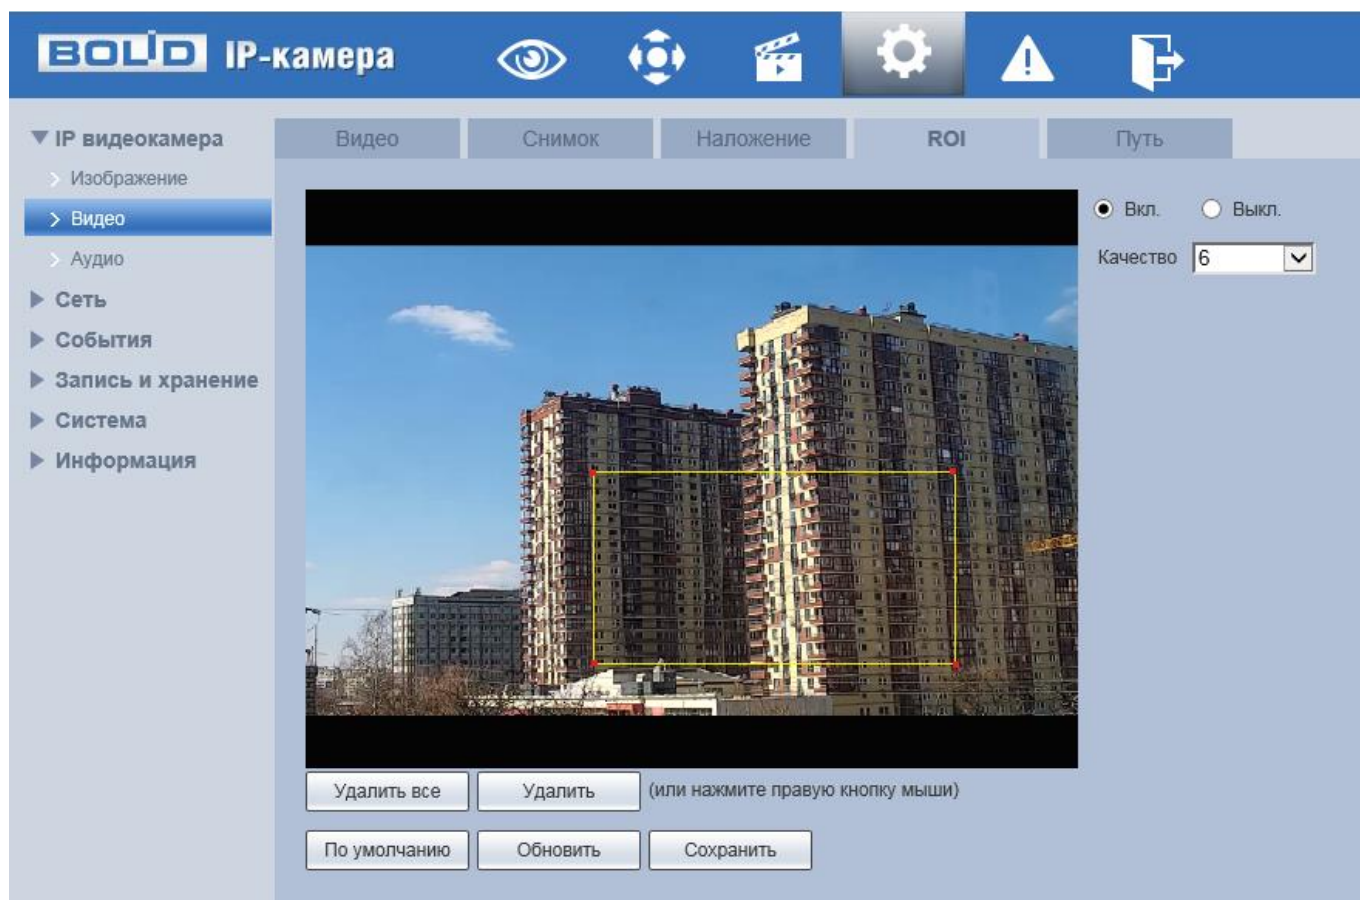 BOLID IP-камера
IP видеокамера
Изображение
Видео
Аудио
Сеть
События
Запись и хранение
Система
Информация
Видео Снимок Наложение ROI Путь
Вкл. Выкл.
Качество 6
Удалить все Удалить (или нажмите правую кнопку мыши)
По умолчанию Обновить Сохранить